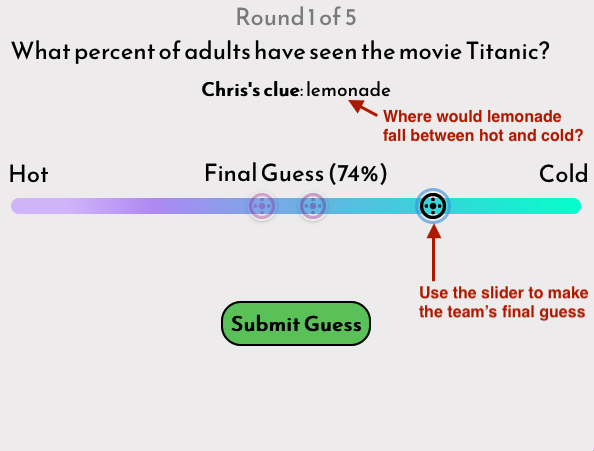 Round 1 of 5
What percent of adults have seen the movie Titanic?
Chris's clue: lemonade
Where would lemonade
fall between hot and cold?
Hot
Final Guess (74%)
Cold
Use the slider to make
the team's final guess
Submit Guess